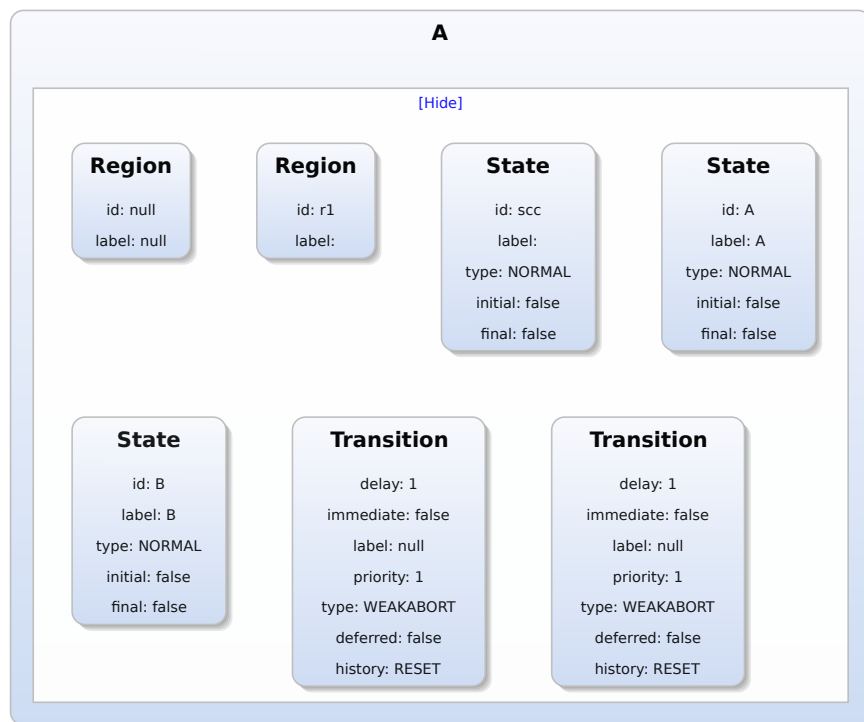 A
[Hide]
Region
id: null
label: null
Region
id: r1
label:
State
id: scc
label:
type: NORMAL
initial: false
final: false
State
id: A
label: A
type: NORMAL
initial: false
final: false
State
id: B
label: B
type: NORMAL
initial: false
final: false
Transition
delay: 1
immediate: false
label: null
priority: 1
type: WEAKABORT
deferred: false
history: RESET
Transition
delay: 1
immediate: false
label: null
priority: 1
type: WEAKABORT
deferred: false
history: RESET